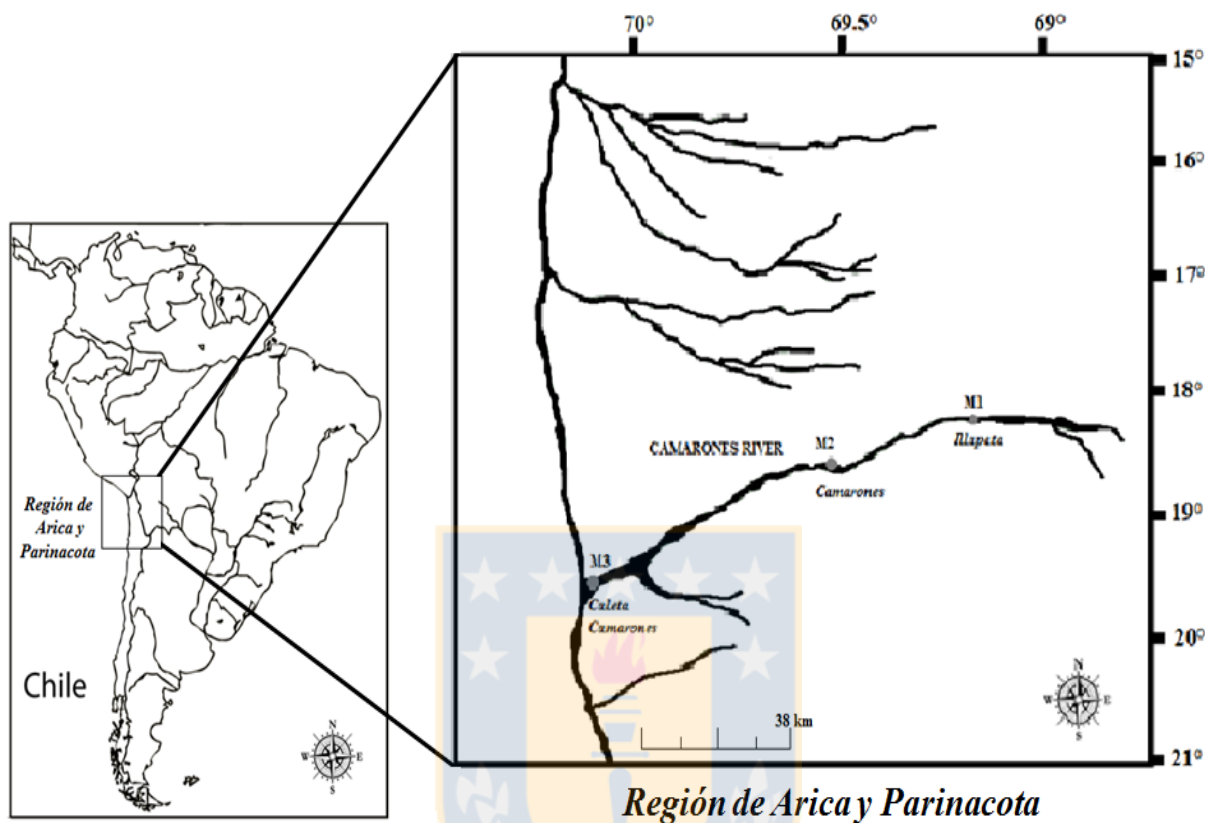 70° 69.5° 69°
15°
16°
17°
18°
19°
20°
21°
M1
Illapata
M2
CAMARONES RIVER
Camarones
M3
Caleta
Camarones
38 km
N
W E
S
Región de
Arica y
Parinacota
Chile
N
W E
S
Región de Arica y Parinacota